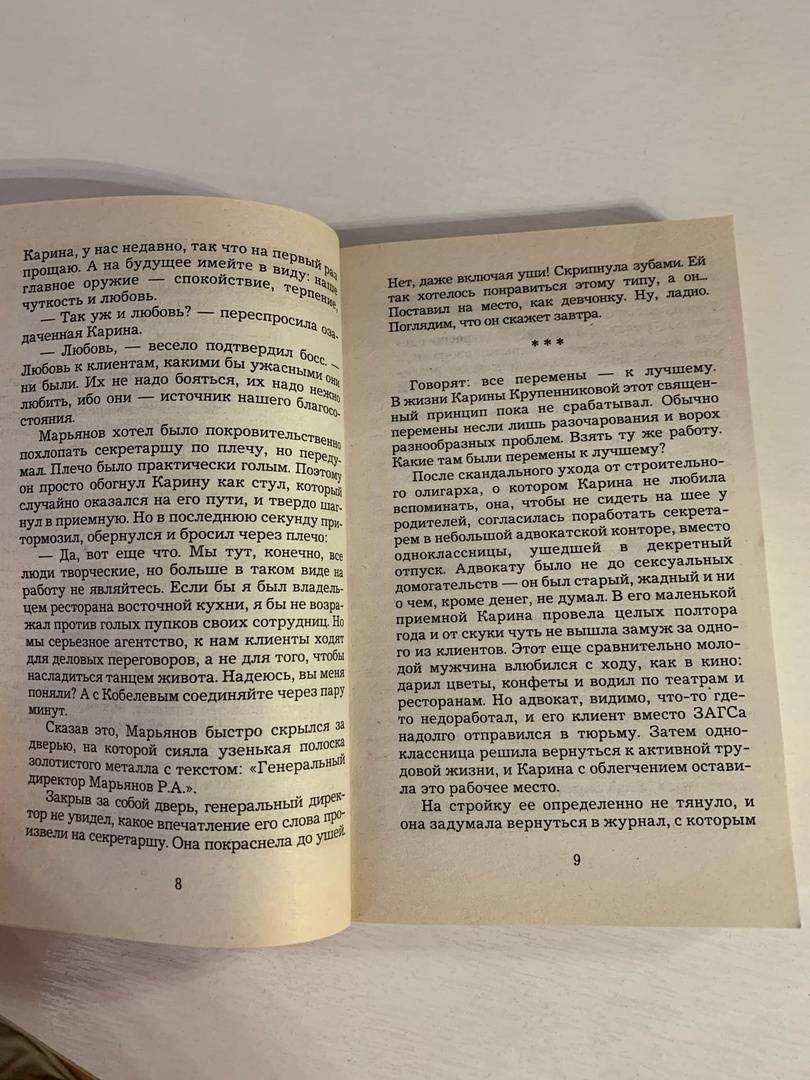 Карина, у нас недавно, так что на первый раз
прощаю. А на будущее имейте в виду: наше
главное оружие — спокойствие, терпение,
чуткость и любовь.
— Так уж и любовь? — переспросила оза-
даченная Карина.
— Любовь, — весело подтвердил босс. —
Любовь к клиентам, какими бы ужасными они
ни были. Их не надо бояться, их надо нежно
любить, ибо они — источник нашего благосо-
стояния.
Марьянов хотел было покровительственно
похлопать секретаршу по плечу, но переду-
мал. Плечо было практически голым. Поэтому
он просто обогнул Карину как стул, который
случайно оказался на его пути, и твердо шаг-
нул в приемную. Но в последнюю секунду при-
тормозил, обернулся и бросил через плечо:
— Да, вот еще что. Мы тут, конечно, все
люди творческие, но больше в таком виде на
работу не являйтесь. Если бы я был владель-
цем ресторана восточной кухни, я бы не возра-
жал против голых пупков своих сотрудниц. Но
мы серьезное агентство, к нам клиенты ходят
для деловых переговоров, а не для того, чтобы
насладиться танцем живота. Надеюсь, вы меня
поняли? А с Кобелевым соединяйте через пару
минут.
Сказав это, Марьянов быстро скрылся за
дверью, на которой сияла узенькая полоска
золотистого металла с текстом: «Генеральный
директор Марьянов Р.А.».
Закрыв за собой дверь, генеральный дирек-
тор не увидел, какое впечатление его слова про-
извели на секретаршу. Она покраснела до ушей.
8
Нет, даже включая уши! Скрипнула зубами. Ей
так хотелось понравиться этому типу, а он...
Поставил на место, как девчонку. Ну, ладно.
Поглядим, что он скажет завтра.
* * *
Говорят: все перемены — к лучшему.
В жизни Карины Крупенниковой этот священ-
ный принцип пока не срабатывал. Обычно
перемены несли лишь разочарования и ворох
разнообразных проблем. Взять ту же работу.
Какие там были перемены к лучшему?
После скандального ухода от строительно-
го олигарха, о котором Карина не любила
вспоминать, она, чтобы не сидеть на шее у
родителей, согласилась поработать секрета-
рем в небольшой адвокатской конторе, вместо
одноклассницы, ушедшей в декретный
отпуск. Адвокату было не до сексуальных
домогательств — он был старый, жадный и ни
о чем, кроме денег, не думал. В его маленькой
приемной Карина провела целых полтора
года и от скуки чуть не вышла замуж за одно-
го из клиентов. Этот еще сравнительно моло-
дой мужчина влюбился с ходу, как в кино:
дарил цветы, конфеты и водил по театрам и
ресторанам. Но адвокат, видимо, что-то где-
то недоработал, и его клиент вместо ЗАГСа
надолго отправился в тюрьму. Затем одно-
классница решила вернуться к активной тру-
довой жизни, и Карина с облегчением остави-
ла это рабочее место.
На стройку ее определенно не тянуло, и
она задумала вернуться в журнал, с которым
9